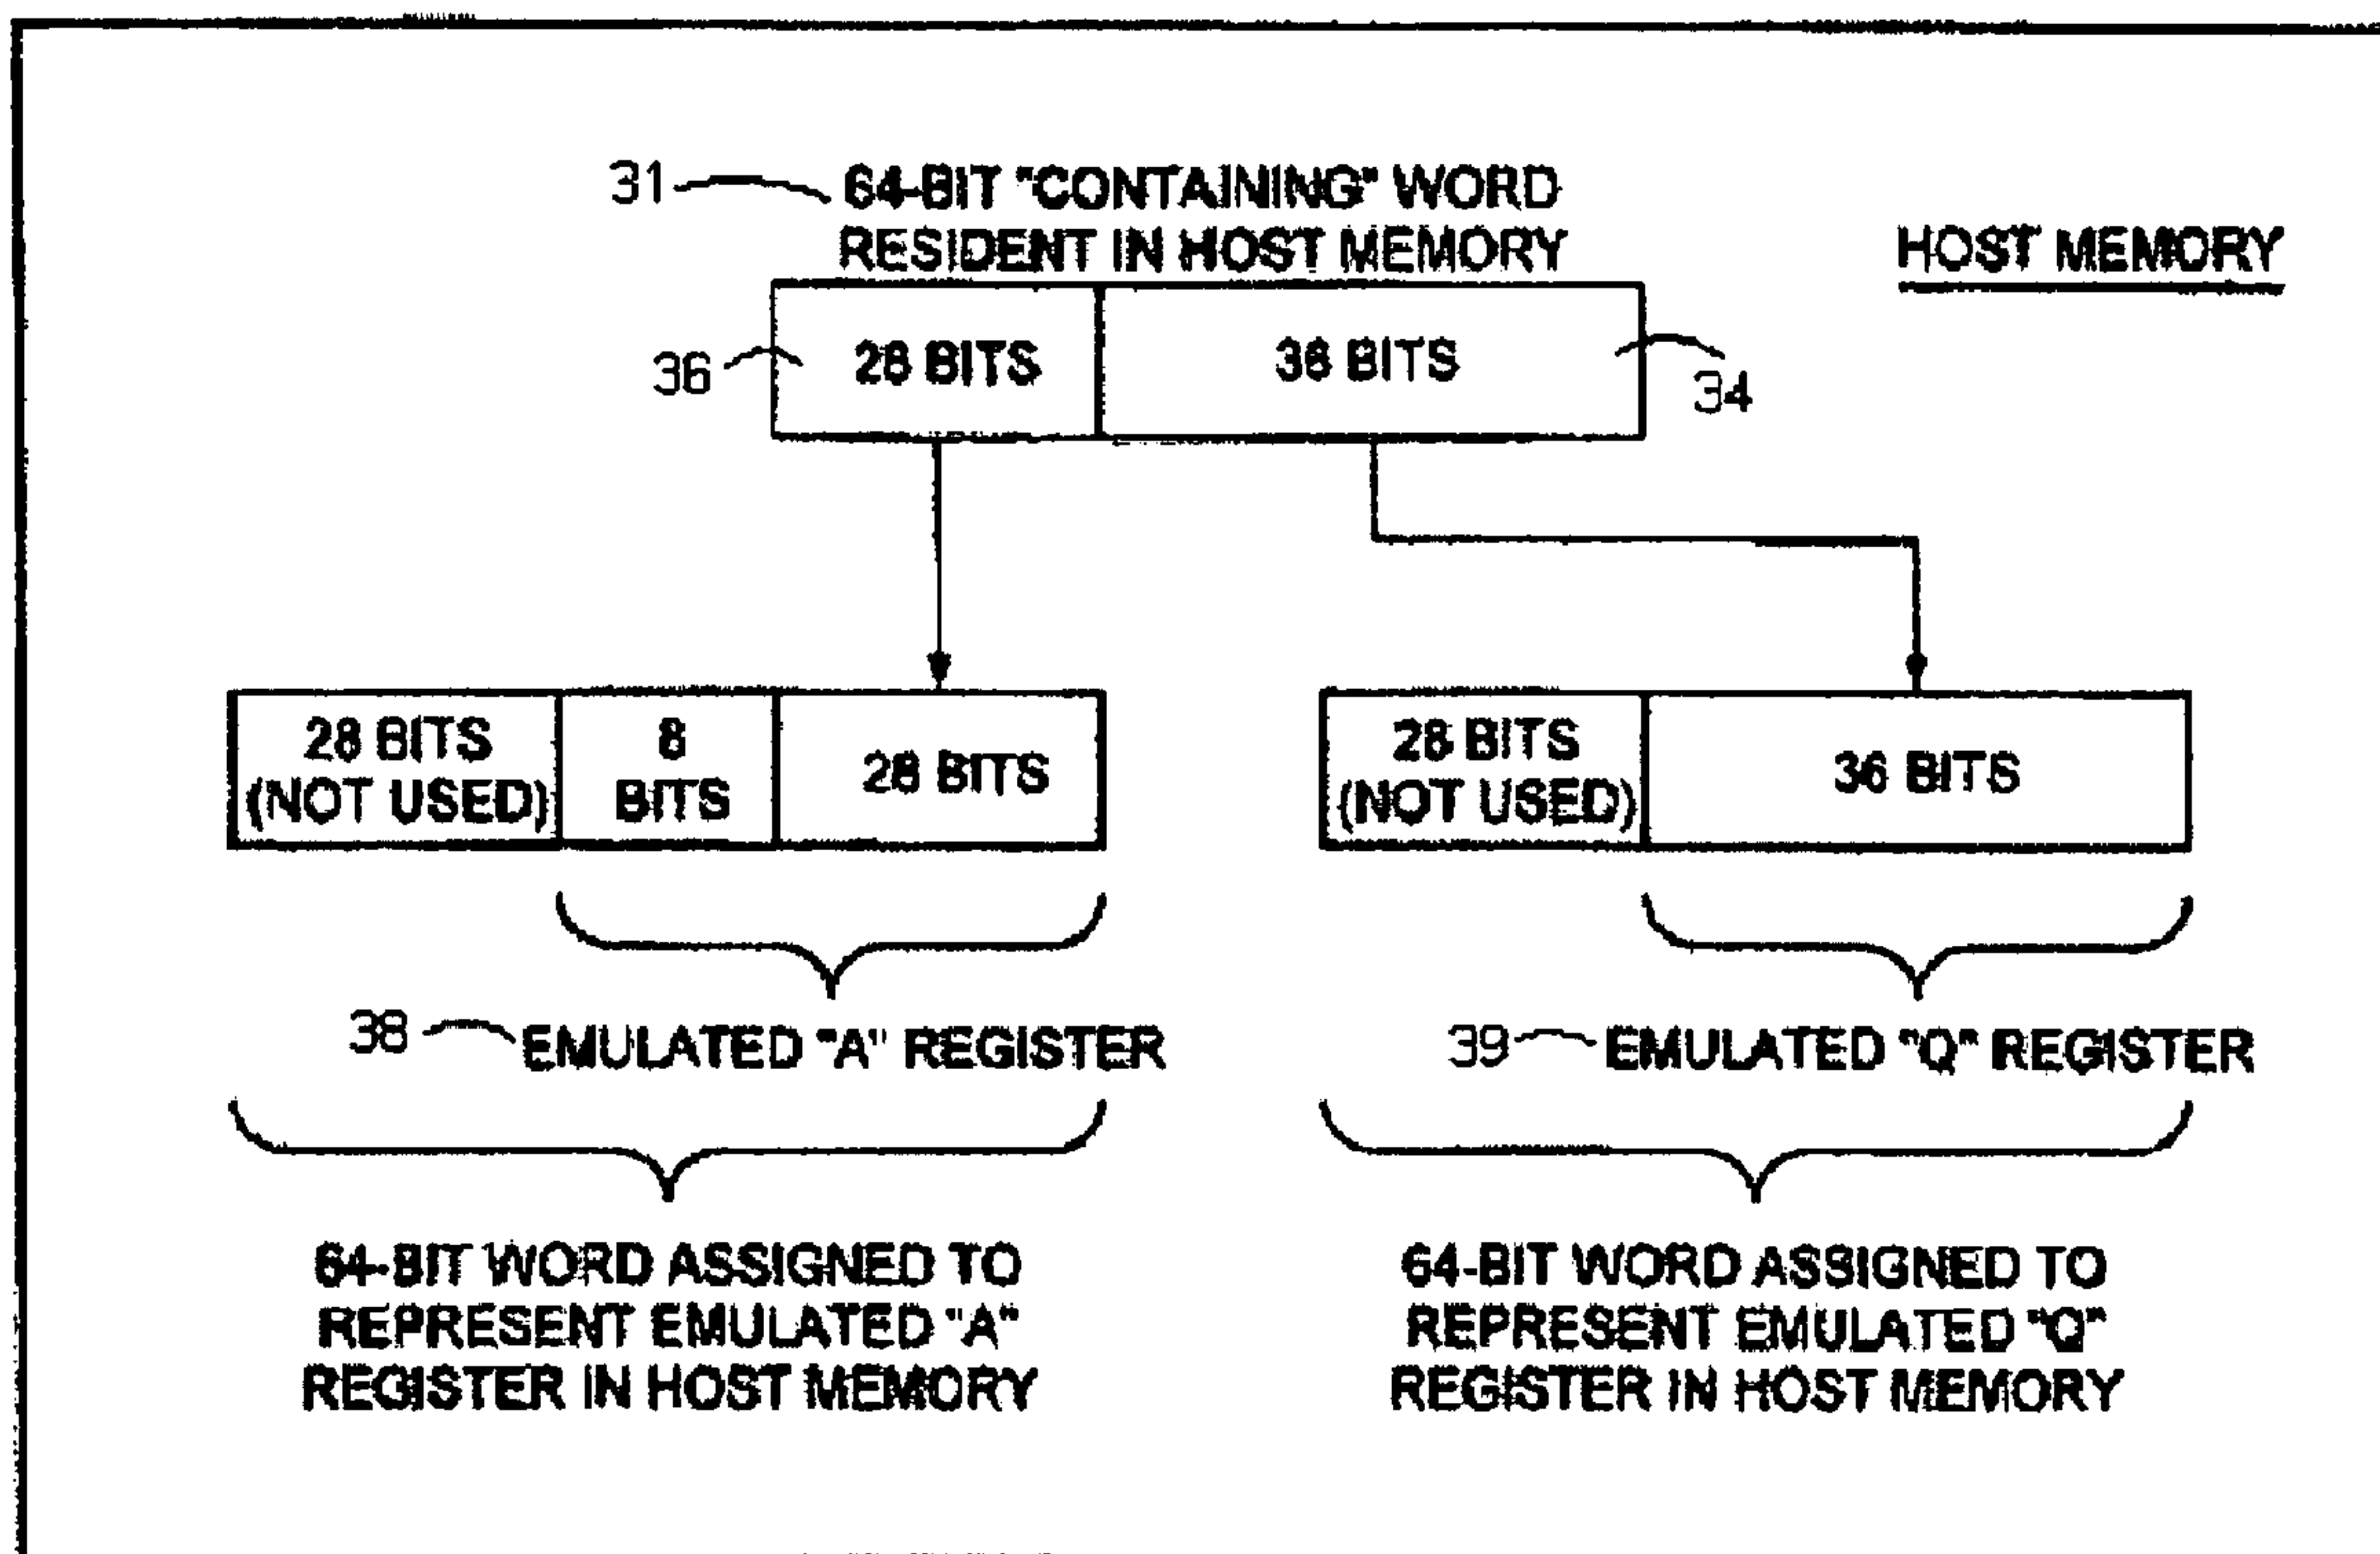 31 64-BIT "CONTAINING" WORD
RESIDENT IN HOST MEMORY
HOST MEMORY
36 28 BITS 36 BITS 34
28 BITS
(NOT USED)
8
BITS
28 BITS
28 BITS
(NOT USED)
36 BITS
38 EMULATED "A" REGISTER
39 EMULATED "Q" REGISTER
64-BIT WORD ASSIGNED TO
REPRESENT EMULATED "A"
REGISTER IN HOST MEMORY
64-BIT WORD ASSIGNED TO
REPRESENT EMULATED "Q"
REGISTER IN HOST MEMORY